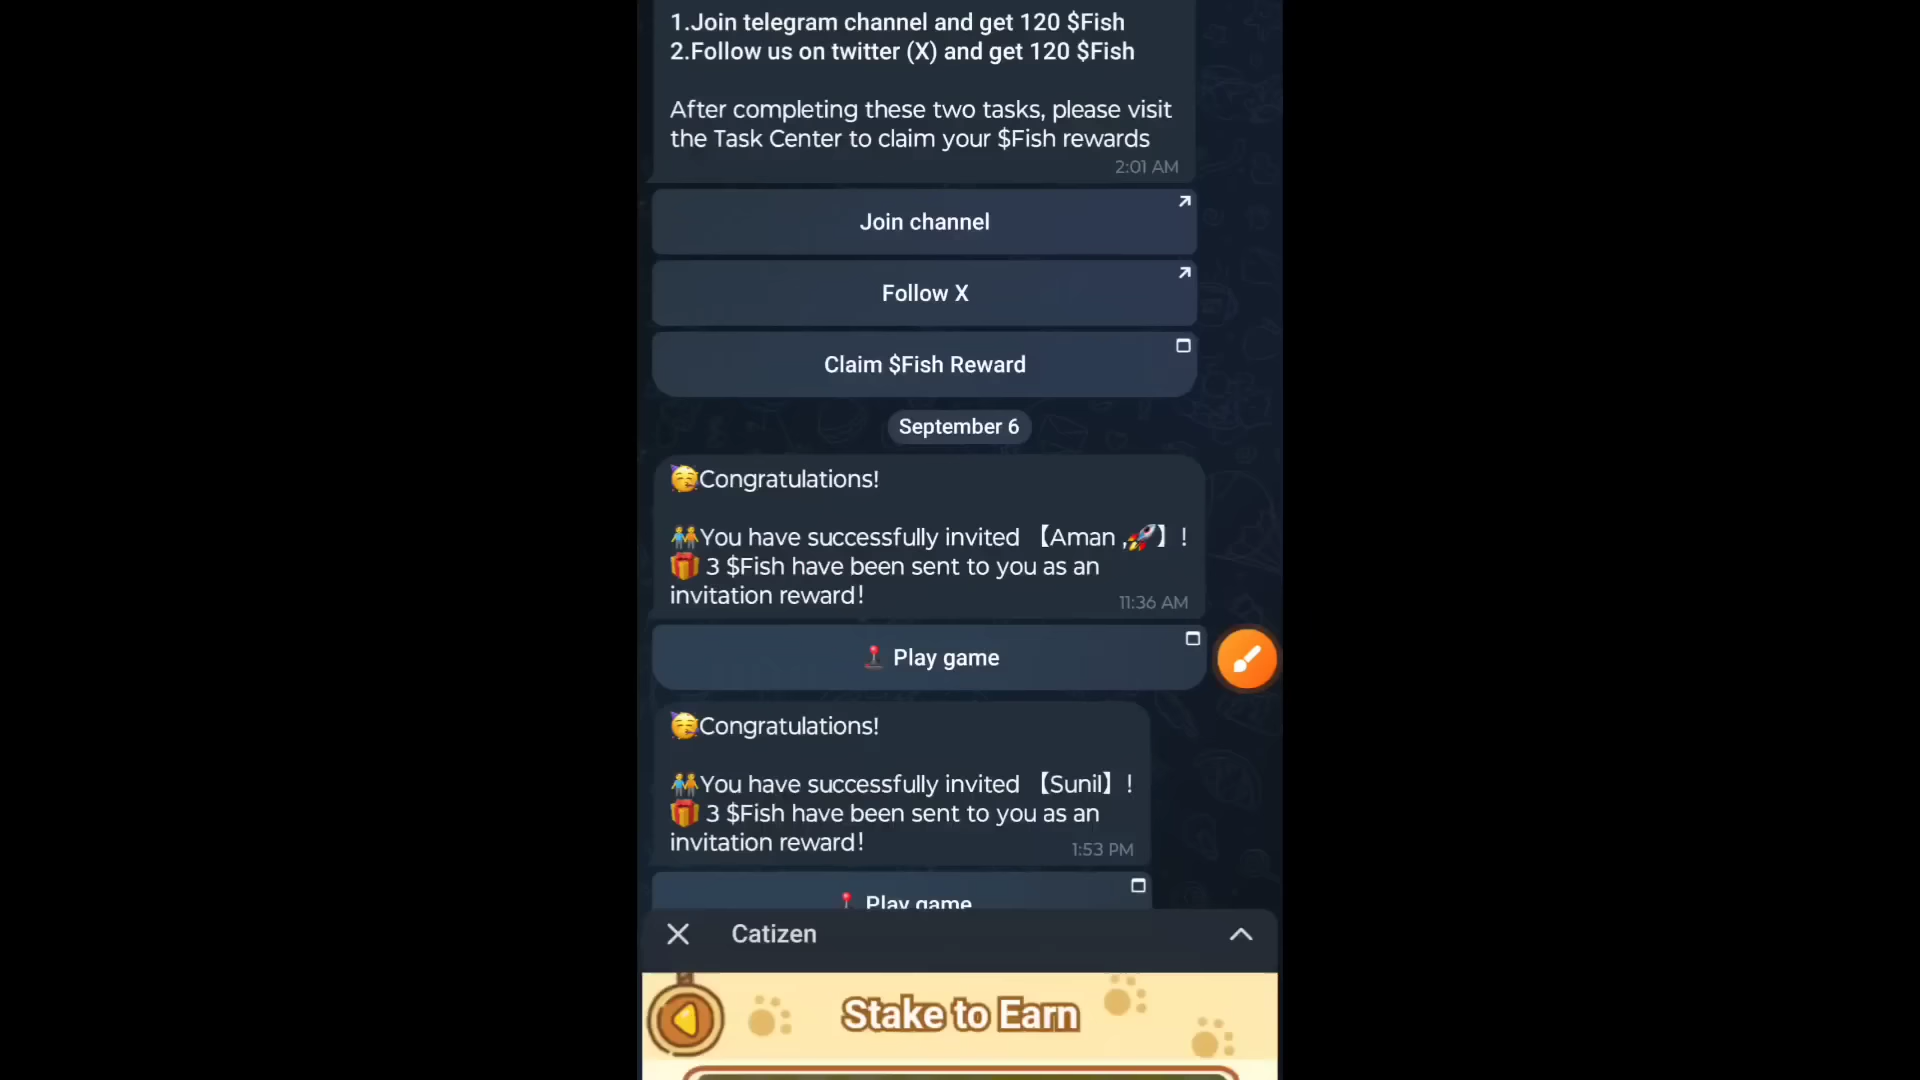 1.Join telegram channel and get 120 $Fish
2.Follow us on twitter (X) and get 120 $Fish
After completing these two tasks, please visit
the Task Center to claim your $Fish rewards
2:01 AM
Join channel
Follow X
Claim $Fish Reward
September 6
🥳Congratulations!
🧑‍🤝‍🧑You have successfully invited 【Aman ,🚀】!
🎁 3 $Fish have been sent to you as an
invitation reward!
11:36 AM
🕹️ Play game
🥳Congratulations!
🧑‍🤝‍🧑You have successfully invited 【Sunil】!
🎁 3 $Fish have been sent to you as an
invitation reward!
1:53 PM
🕹️ Play game
Catizen
Stake to Earn